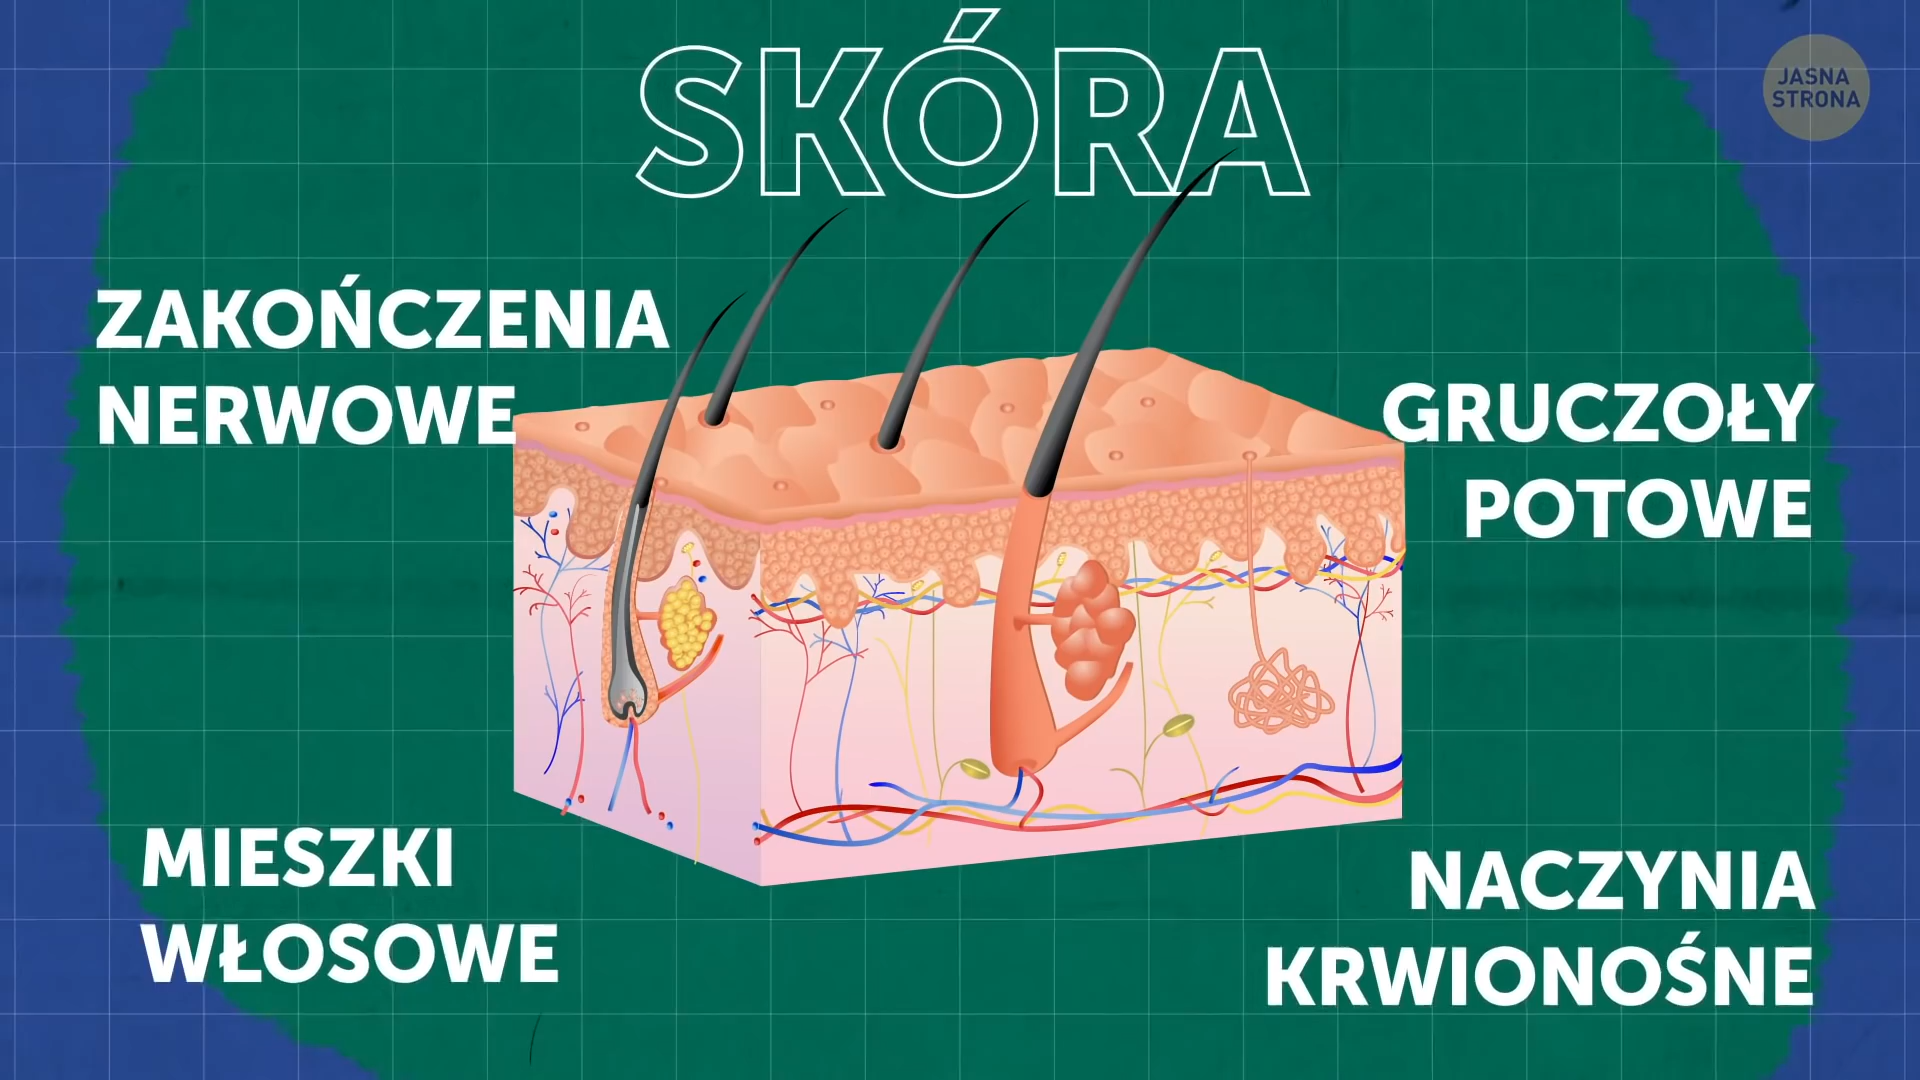 SKÓRA
JASNA
STRONA
ZAKOŃCZENIA
NERWOWE
GRUCZOŁY
POTOWE
MIESZKI
WŁOSOWE
NACZYNIA
KRWIONOŚNE